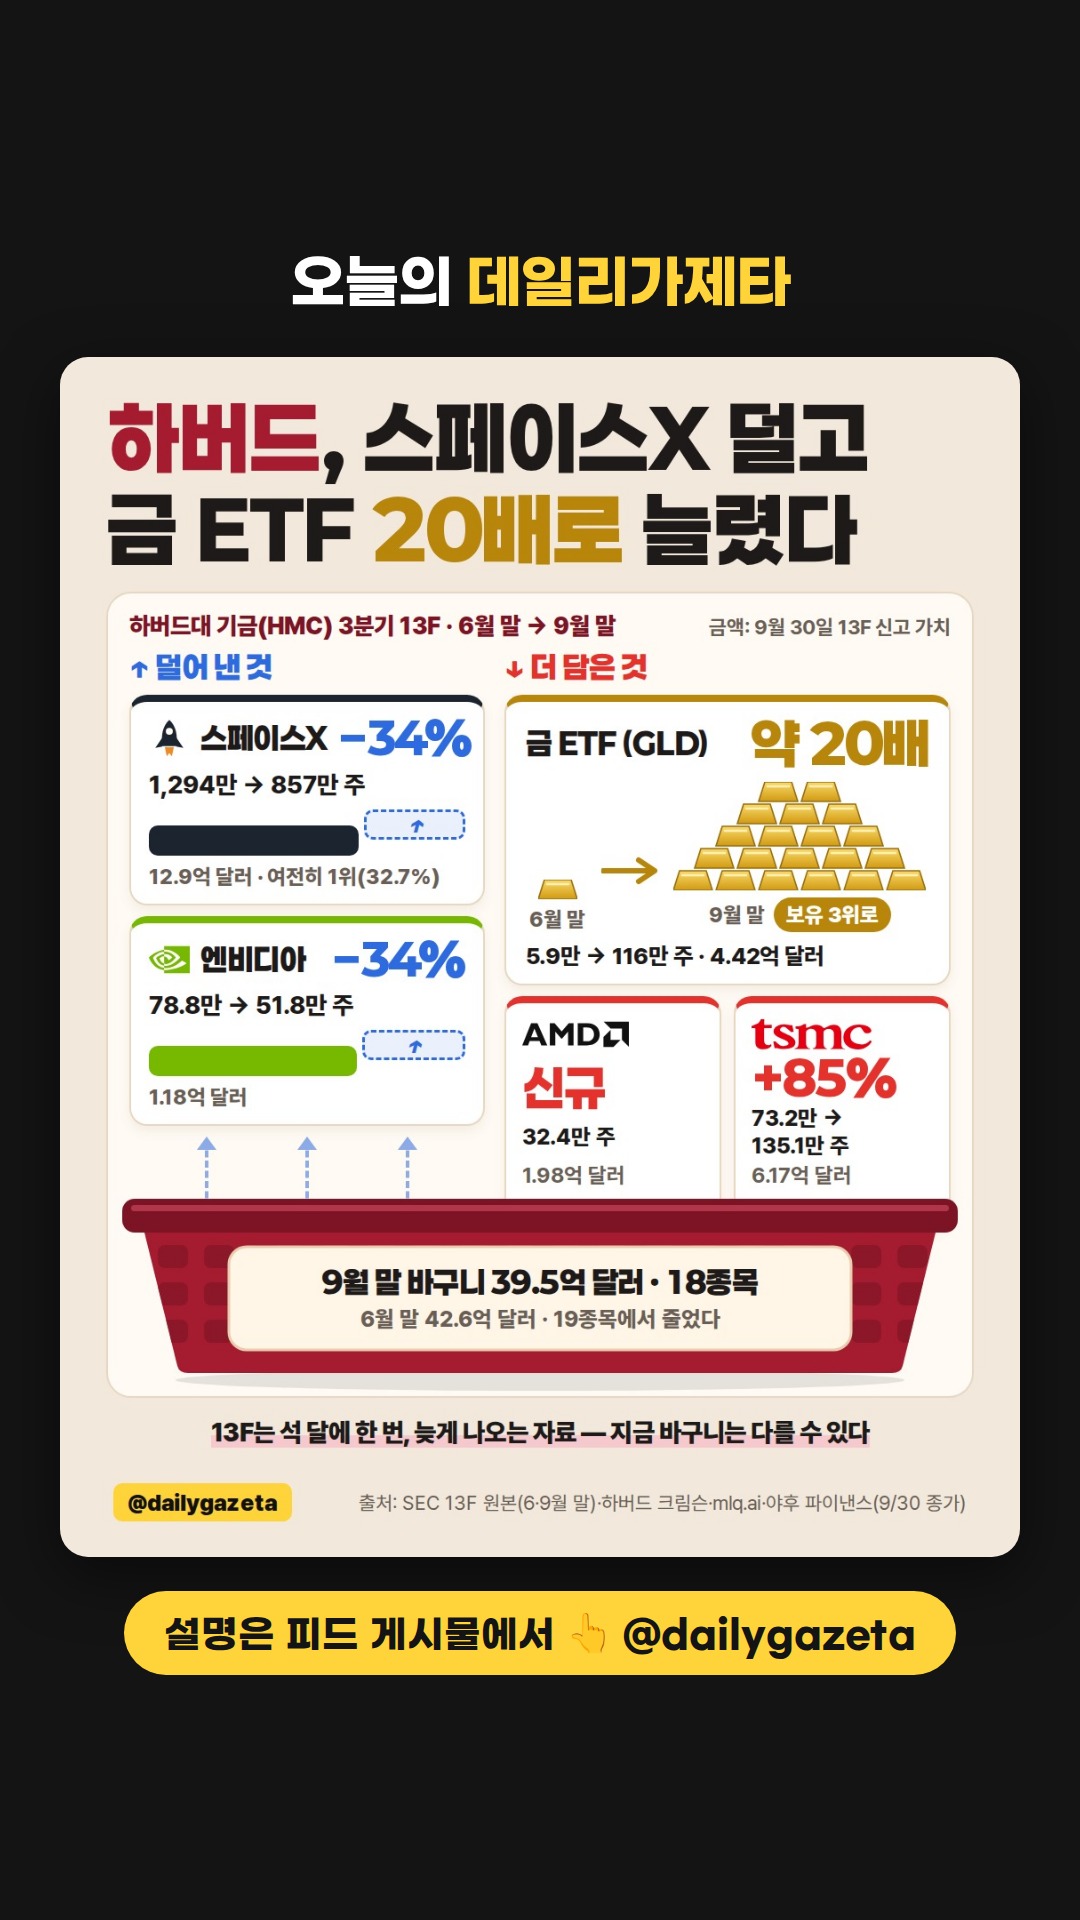 오늘의 데일리가제타
하버드, 스페이스X 덜고
금 ETF 20배로 늘렸다
하버드대 기금(HMC) 3분기 13F · 6월 말 → 9월 말
금액: 9월 30일 13F 신고 가치
↑ 덜어 낸 것
스페이스X -34%
1,294만 → 857만 주
↑
12.9억 달러 · 여전히 1위(32.7%)
엔비디아 -34%
78.8만 → 51.8만 주
↑
1.18억 달러
↓ 더 담은 것
금 ETF (GLD) 약 20배
6월 말 → 9월 말 보유 3위로
5.9만 → 116만 주 · 4.42억 달러
AMD
신규
32.4만 주
1.98억 달러
tsmc
+85%
73.2만 →
135.1만 주
6.17억 달러
9월 말 바구니 39.5억 달러 · 18종목
6월 말 42.6억 달러 · 19종목에서 줄었다
13F는 석 달에 한 번, 늦게 나오는 자료 — 지금 바구니는 다를 수 있다
@dailygazeta
출처: SEC 13F 원본(6·9월 말)·하버드 크림슨·mlq.ai·야후 파이낸스(9/30 종가)
설명은 피드 게시물에서 👆 @dailygazeta